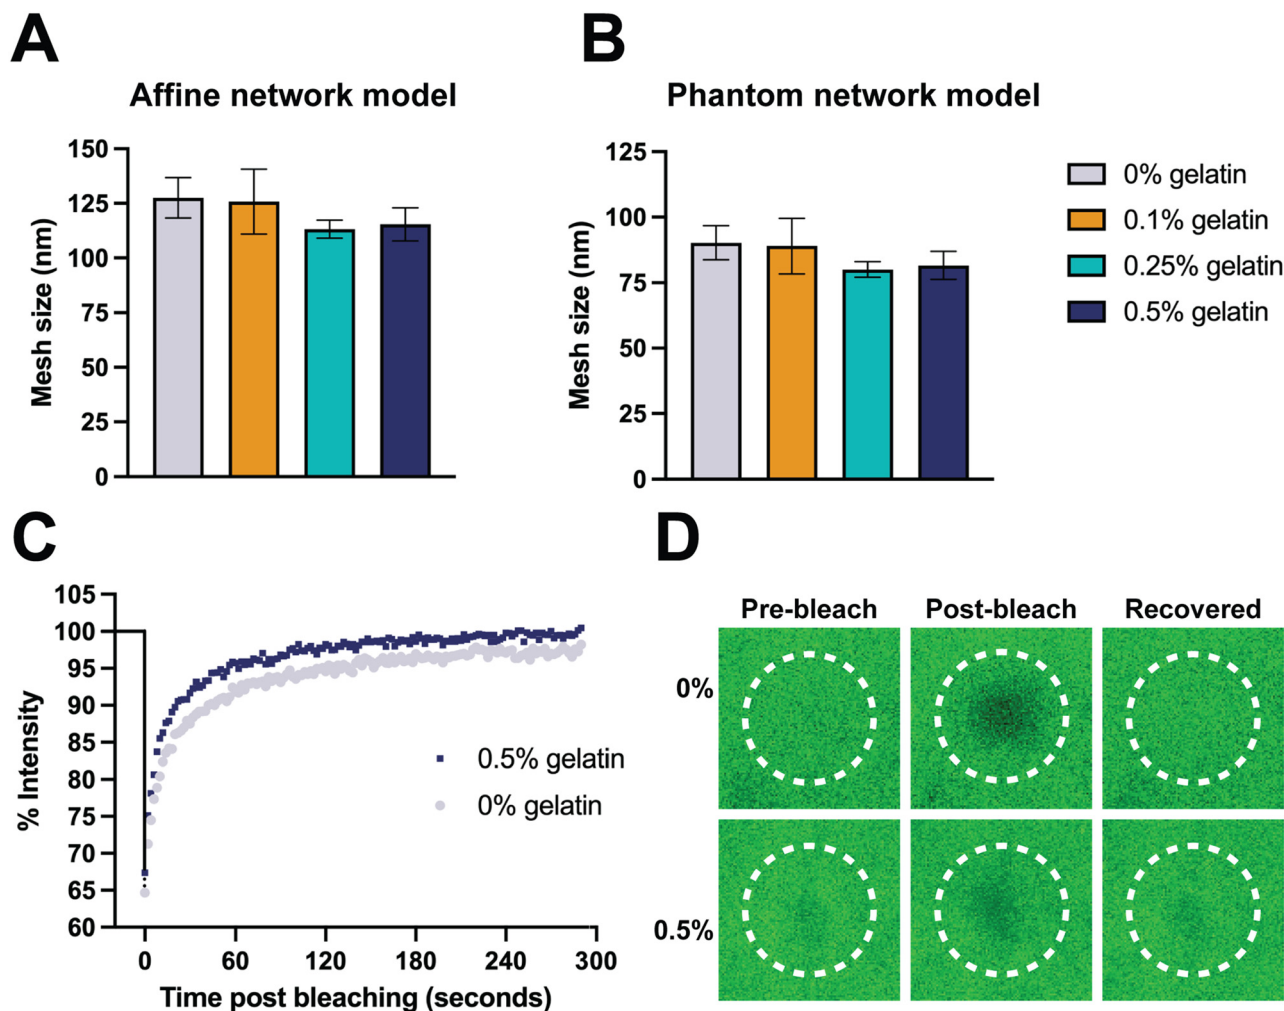 A
Affine network model
Mesh size (nm)
150
125
100
75
50
25
0
B
Phantom network model
Mesh size (nm)
125
100
75
50
25
0
0% gelatin
0.1% gelatin
0.25% gelatin
0.5% gelatin
C
% Intensity
105
100
95
90
85
80
75
70
65
60
0.5% gelatin
0% gelatin
0 60 120 180 240 300
Time post bleaching (seconds)
D
Pre-bleach Post-bleach Recovered
0%
0.5%